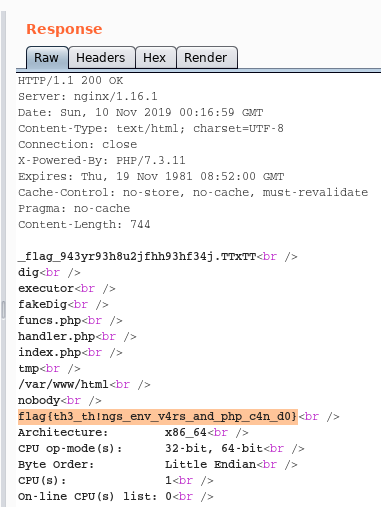 Response
Raw Headers Hex Render
HTTP/1.1 200 OK
Server: nginx/1.16.1
Date: Sun, 10 Nov 2019 00:16:59 GMT
Content-Type: text/html; charset=UTF-8
Connection: close
X-Powered-By: PHP/7.3.11
Expires: Thu, 19 Nov 1981 08:52:00 GMT
Cache-Control: no-store, no-cache, must-revalidate
Pragma: no-cache
Content-Length: 744
_flag_943yr93h8u2jfhh93hf34j.TTxTT<br />
dig<br />
executor<br />
fakeDig<br />
funcs.php<br />
handler.php<br />
index.php<br />
tmp<br />
/var/www/html<br />
nobody<br />
flag{th3_th!ngs_env_v4rs_and_php_c4n_d0}<br />
Architecture:        x86_64<br />
CPU op-mode(s):      32-bit, 64-bit<br />
Byte Order:          Little Endian<br />
CPU(s):              1<br />
On-line CPU(s) list: 0<br />